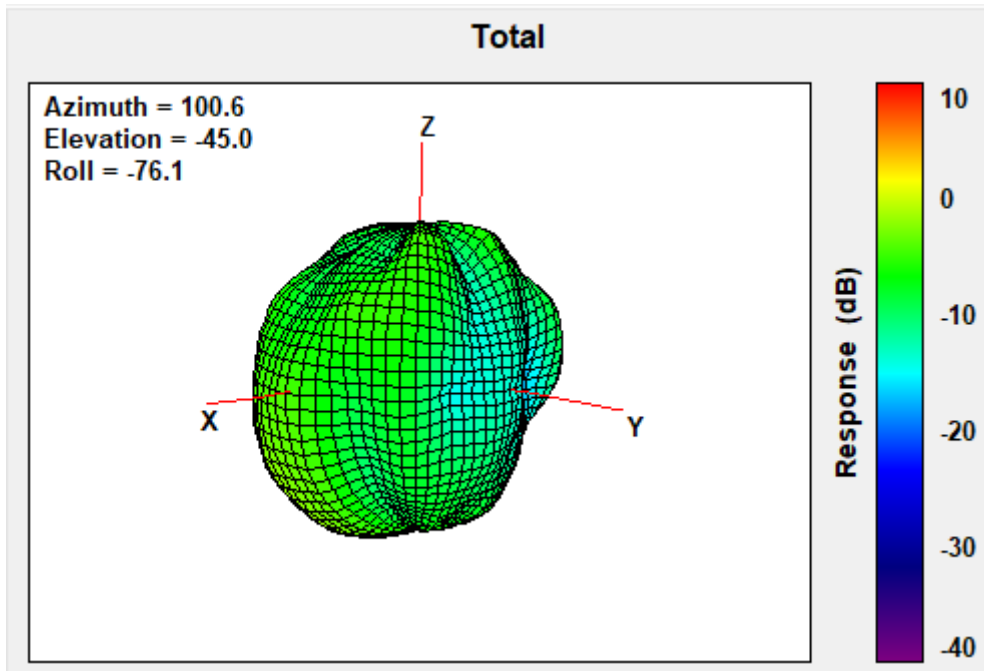 Total
Azimuth = 100.6
Elevation = -45.0
Roll = -76.1
Z
X
Y
10
0
-10
-20
-30
-40
Response (dB)